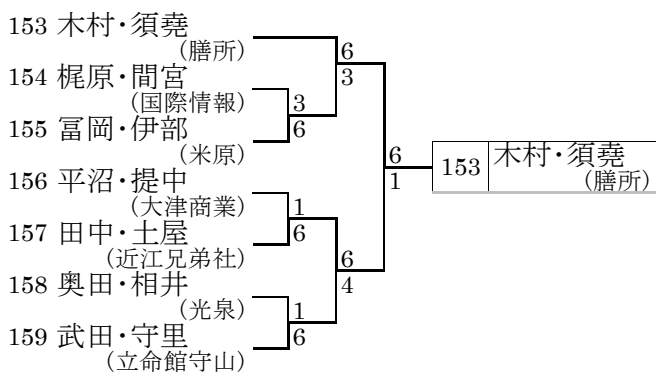 153 木村・須堯
(膳所)
6
3
154 梶原・間宮
(国際情報)
3
155 冨岡・伊部
6
(米原)
6
1
153 木村・須堯
(膳所)
156 平沼・提中
(大津商業)
1
157 田中・土屋
6
(近江兄弟社)
6
4
158 奥田・相井
(光泉)
1
159 武田・守里
6
(立命館守山)